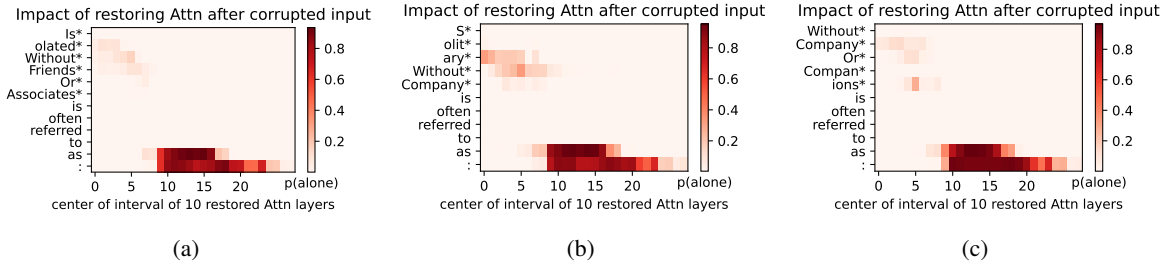 Impact of restoring Attn after corrupted input
Is*
olated*
Without*
Friends*
Or*
Associates*
is
often
referred
to
as
:
0 5 10 15 20
center of interval of 10 restored Attn layers
0.8
0.6
0.4
0.2
p(alone)
(a)
Impact of restoring Attn after corrupted input
S*
olit*
ary*
Without*
Company*
is
often
referred
to
as
:
0 5 10 15 20
center of interval of 10 restored Attn layers
0.8
0.6
0.4
0.2
p(alone)
(b)
Impact of restoring Attn after corrupted input
Without*
Company*
Or*
Compan*
ions*
is
often
referred
to
as
:
0 5 10 15 20
center of interval of 10 restored Attn layers
0.8
0.6
0.4
0.2
p(alone)
(c)